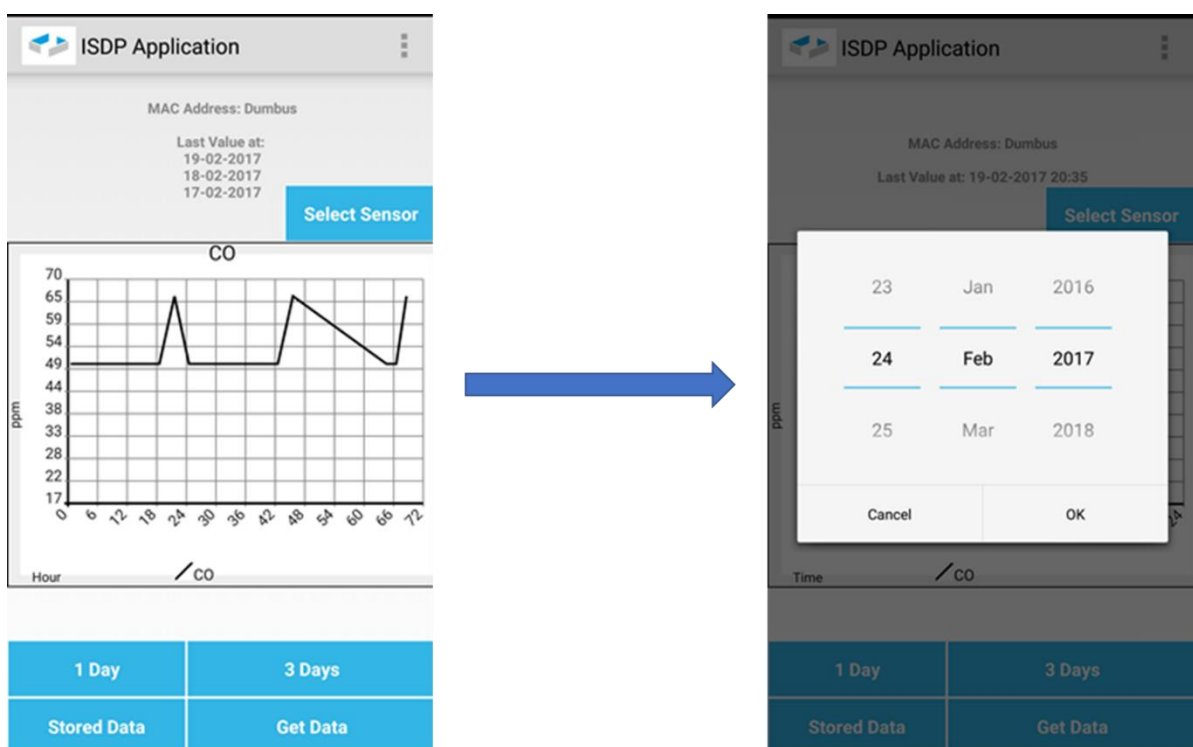 ISDP Application
MAC Address: Dumbus
Last Value at:
19-02-2017
18-02-2017
17-02-2017
Select Sensor
CO
70
65
59
54
49
44
38
33
28
22
17
ppm
0 6 12 18 24 30 36 42 48 54 60 66 72
Hour
CO
1 Day 3 Days
Stored Data Get Data
ISDP Application
MAC Address: Dumbus
Last Value at: 19-02-2017 20:35
Select Sensor
23 Jan 2016
24 Feb 2017
25 Mar 2018
Cancel OK
ppm
24
Time
CO
1 Day 3 Days
Stored Data Get Data